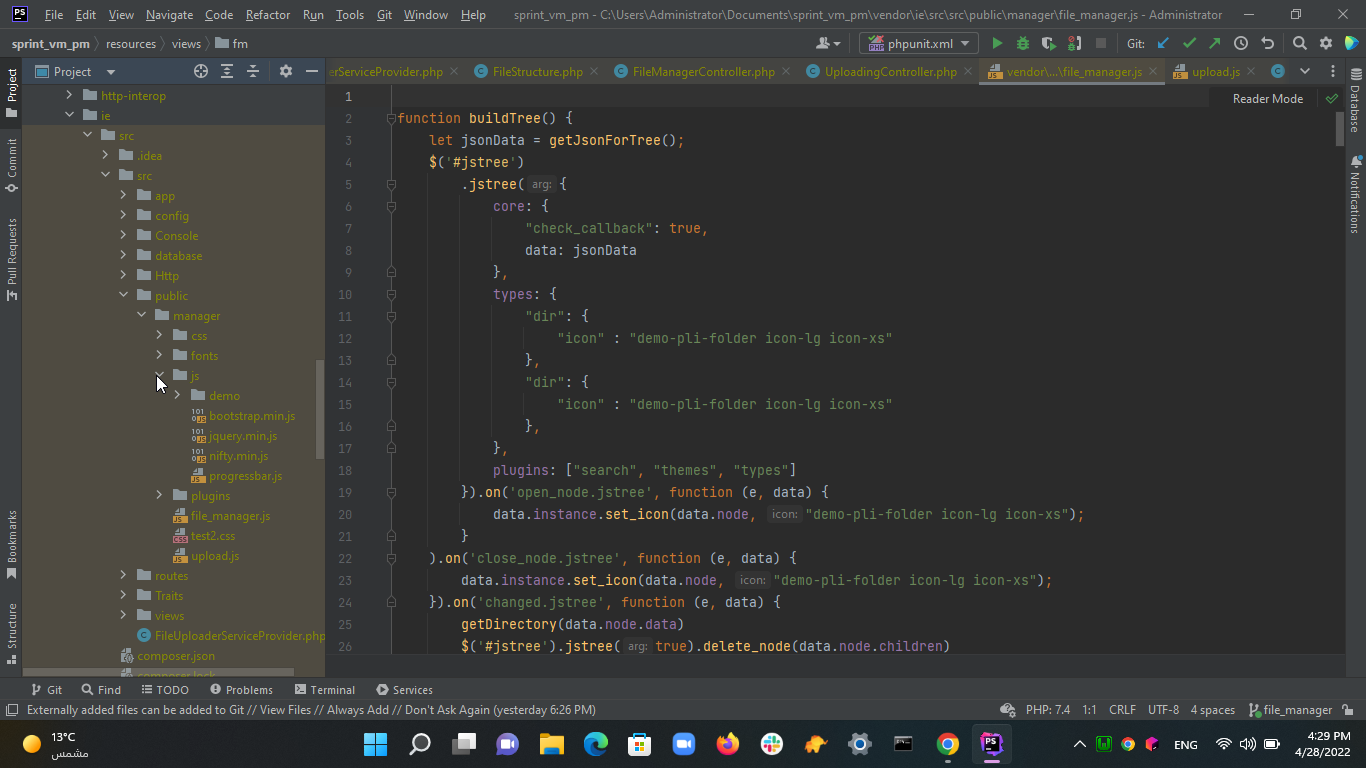 File Edit View Navigate Code Refactor Run Tools Git Window Help sprint_vm_pm - C:\Users\Administrator\Documents\sprint_vm_pm\vendor\ie\src\src\public\manager\file_manager.js - Administrator
sprint_vm_pm resources views fm phpunit.xml Git:
Project erServiceProvider.php FileStructure.php FileManagerController.php UploadingController.php vendor\...\file_manager.js upload.js
Reader Mode
Project
Commit
Pull Requests
Bookmarks
Structure
http-interop
ie
src
.idea
src
app
config
Console
database
Http
public
manager
css
fonts
js
demo
bootstrap.min.js
jquery.min.js
nifty.min.js
progressbar.js
plugins
file_manager.js
test2.css
upload.js
routes
Traits
views
FileUploaderServiceProvider.php
composer.json
composer.lock
1
2 function buildTree() {
3 let jsonData = getJsonForTree();
4 $('#jstree')
5 .jstree( arg: {
6 core: {
7 "check_callback": true,
8 data: jsonData
9 },
10 types: {
11 "dir": {
12 "icon" : "demo-pli-folder icon-lg icon-xs"
13 },
14 "dir": {
15 "icon" : "demo-pli-folder icon-lg icon-xs"
16 },
17 },
18 plugins: ["search", "themes", "types"]
19 }).on('open_node.jstree', function (e, data) {
20 data.instance.set_icon(data.node, icon: "demo-pli-folder icon-lg icon-xs");
21 }
22 ).on('close_node.jstree', function (e, data) {
23 data.instance.set_icon(data.node, icon: "demo-pli-folder icon-lg icon-xs");
24 }).on('changed.jstree', function (e, data) {
25 getDirectory(data.node.data)
26 $('#jstree').jstree( arg: true).delete_node(data.node.children)
Database
Notifications
Git Find TODO Problems Terminal Services
Externally added files can be added to Git // View Files // Always Add // Don't Ask Again (yesterday 6:26 PM) PHP: 7.4 1:1 CRLF UTF-8 4 spaces file_manager
13°C
مشمس
ENG
4:29 PM
4/28/2022